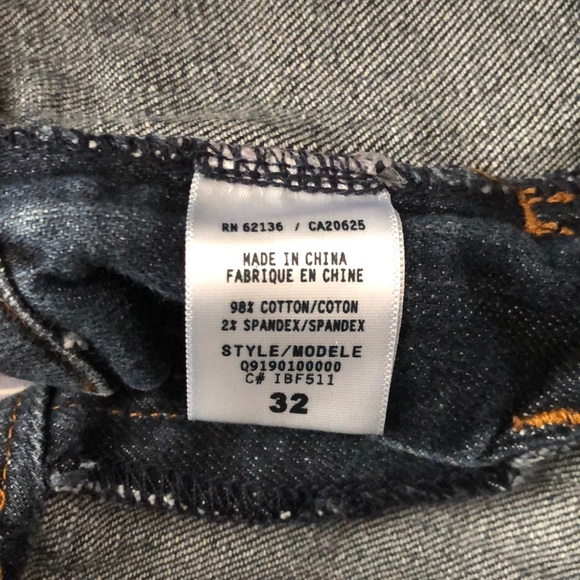 RN 62136 / CA20625
MADE IN CHINA
FABRIQUE EN CHINE
98% COTTON/COTON
2% SPANDEX/SPANDEX
STYLE/MODELE
Q9190100000
C# IBF511
32